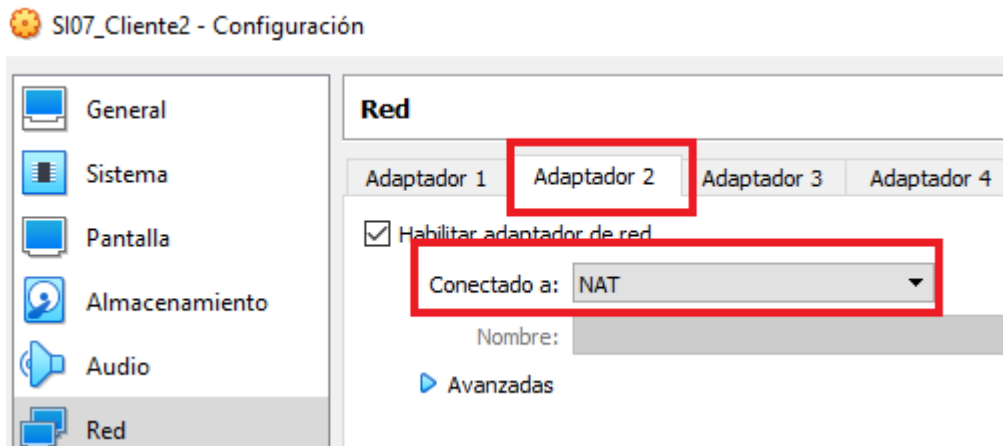 SI07_Cliente2 - Configuración
General
Sistema
Pantalla
Almacenamiento
Audio
Red
Red
Adaptador 1 Adaptador 2 Adaptador 3 Adaptador 4
Habilitar adaptador de red
Conectado a: NAT
Nombre:
Avanzadas